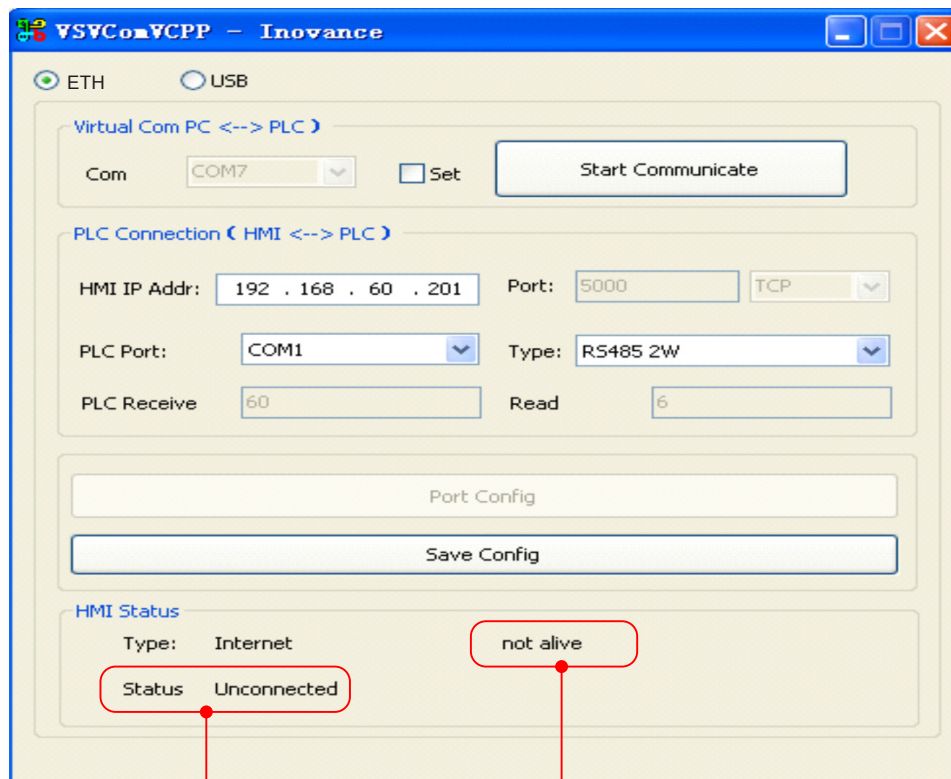 VSVComVCPP - Inovance
ETH USB
Virtual Com PC <--> PLC )
Com COM7 Set Start Communicate
PLC Connection ( HMI <--> PLC )
HMI IP Addr: 192 . 168 . 60 . 201 Port: 5000 TCP
PLC Port: COM1 Type: RS485 2W
PLC Receive 60 Read 6
Port Config
Save Config
HMI Status
Type: Internet not alive
Status Unconnected